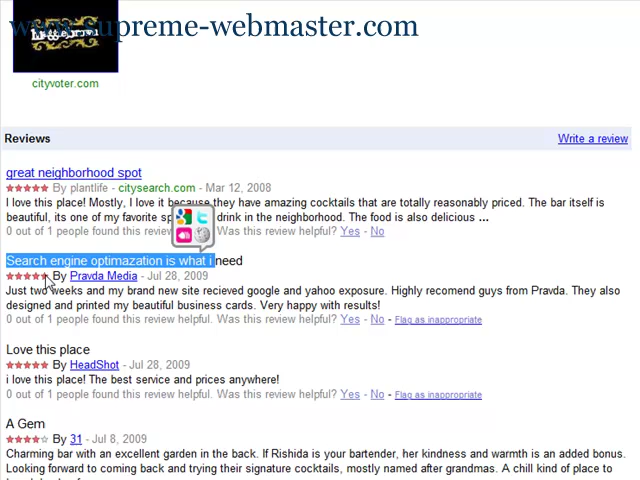 www.supreme-webmaster.com
cityvoter.com
Reviews Write a review
great neighborhood spot
By plantlife - citysearch.com - Mar 12, 2008
I love this place! Mostly, I love it because they have amazing cocktails that are totally reasonably priced. The bar itself is
beautiful, its one of my favorite sp drink in the neighborhood. The food is also delicious ...
0 out of 1 people found this review helpful. Was this review helpful? Yes - No
Search engine optimazation is what i need
By Pravda Media - Jul 28, 2009
Just two weeks and my brand new site recieved google and yahoo exposure. Highly recomend guys from Pravda. They also
designed and printed my beautiful business cards. Very happy with results!
0 out of 1 people found this review helpful. Was this review helpful? Yes - No - Flag as inappropriate
Love this place
By HeadShot - Jul 28, 2009
i love this place! The best service and prices anywhere!
0 out of 1 people found this review helpful. Was this review helpful? Yes - No - Flag as inappropriate
A Gem
By 31 - Jul 8, 2009
Charming bar with an excellent garden in the back. If Rishida is your bartender, her kindness and warmth is an added bonus.
Looking forward to coming back and trying their signature cocktails, mostly named after grandmas. A chill kind of place to